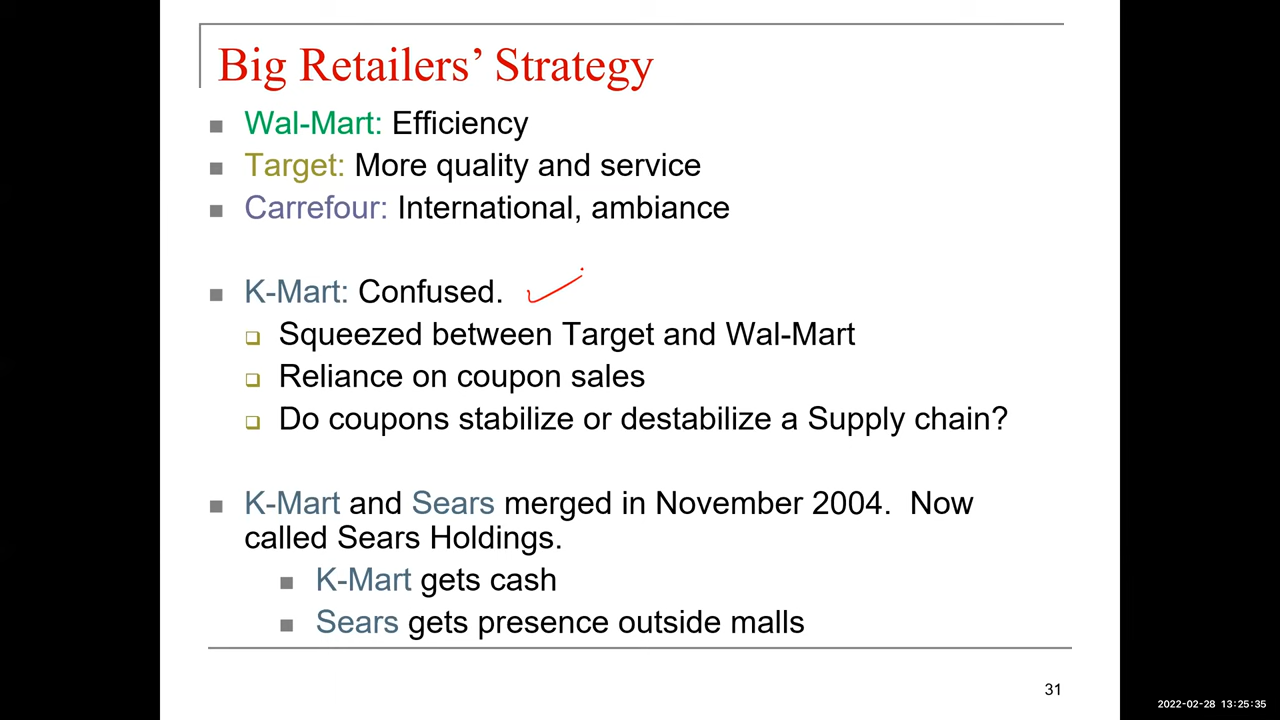 Big Retailers’ Strategy
Wal-Mart: Efficiency
Target: More quality and service
Carrefour: International, ambiance
K-Mart: Confused.
Squeezed between Target and Wal-Mart
Reliance on coupon sales
Do coupons stabilize or destabilize a Supply chain?
K-Mart and Sears merged in November 2004.  Now
called Sears Holdings.
K-Mart gets cash
Sears gets presence outside malls
31
2022-02-28 13:25:35